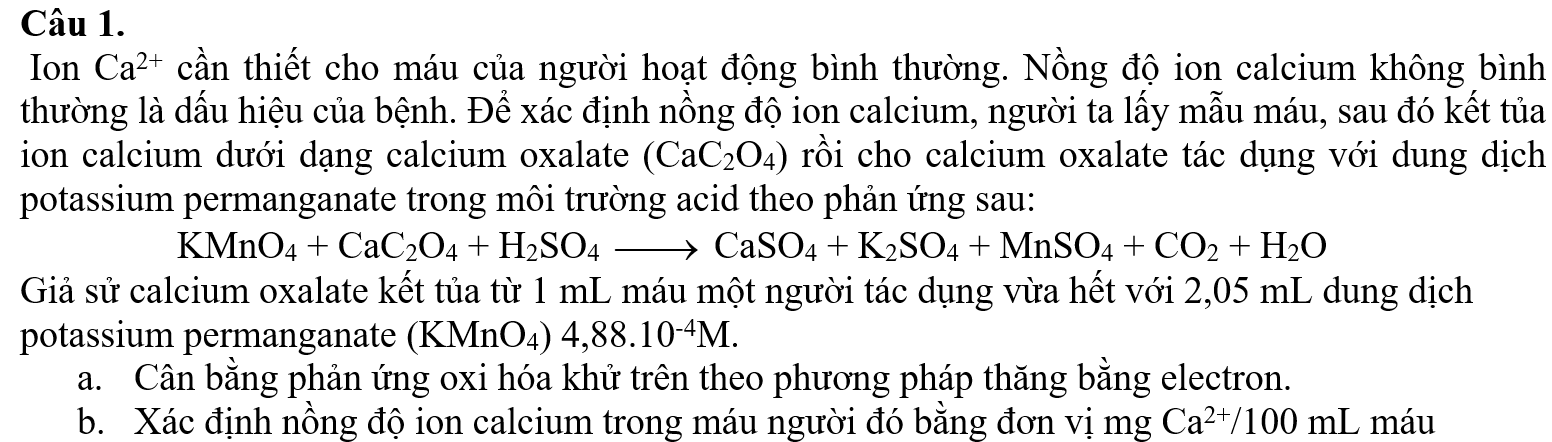 Câu 1.
Ion Ca²⁺ cần thiết cho máu của người hoạt động bình thường. Nồng độ ion calcium không bình
thường là dấu hiệu của bệnh. Để xác định nồng độ ion calcium, người ta lấy mẫu máu, sau đó kết tủa
ion calcium dưới dạng calcium oxalate (CaC₂O₄) rồi cho calcium oxalate tác dụng với dung dịch
potassium permanganate trong môi trường acid theo phản ứng sau:
KMnO₄ + CaC₂O₄ + H₂SO₄ ⟶ CaSO₄ + K₂SO₄ + MnSO₄ + CO₂ + H₂O
Giả sử calcium oxalate kết tủa từ 1 mL máu một người tác dụng vừa hết với 2,05 mL dung dịch
potassium permanganate (KMnO₄) 4,88.10⁻⁴M.
a. Cân bằng phản ứng oxi hóa khử trên theo phương pháp thăng bằng electron.
b. Xác định nồng độ ion calcium trong máu người đó bằng đơn vị mg Ca²⁺/100 mL máu